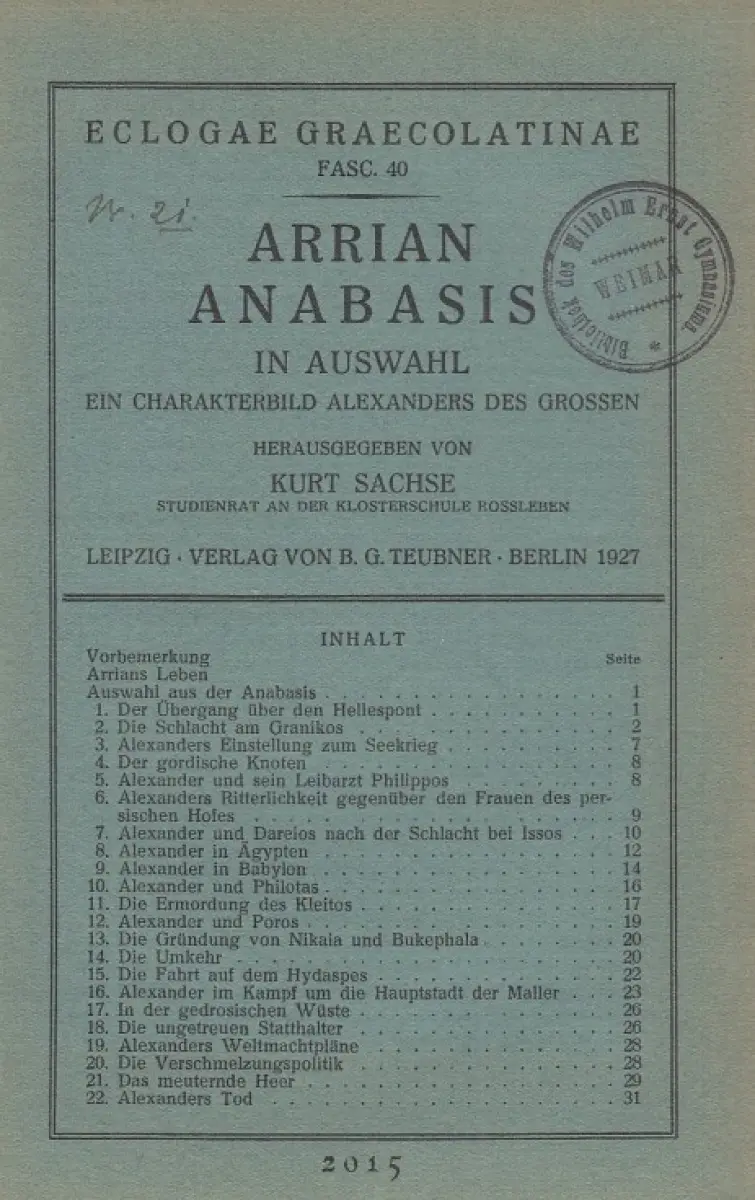 ECLOGAE GRAECOLATINAE
FASC. 40
Nr. 21.
ARRIAN
ANABASIS
IN AUSWAHL
EIN CHARAKTERBILD ALEXANDERS DES GROSSEN
HERAUSGEGEBEN VON
KURT SACHSE
STUDIENRAT AN DER KLOSTERSCHULE ROSSLEBEN
LEIPZIG · VERLAG VON B. G. TEUBNER · BERLIN 1927
Bibliothek des Wilhelm Ernst Gymnasiums. *
WEIMAR
INHALT
Vorbemerkung Seite
Arrians Leben
Auswahl aus der Anabasis . . . . . . . . . . . . . . . . . 1
1. Der Übergang über den Hellespont . . . . . . . . . . . 1
2. Die Schlacht am Granikos . . . . . . . . . . . . . . . 2
3. Alexanders Einstellung zum Seekrieg . . . . . . . . . . 7
4. Der gordische Knoten . . . . . . . . . . . . . . . . . 8
5. Alexander und sein Leibarzt Philippos . . . . . . . . . 8
6. Alexanders Ritterlichkeit gegenüber den Frauen des per-
sischen Hofes . . . . . . . . . . . . . . . . . . . . 9
7. Alexander und Dareios nach der Schlacht bei Issos . . . 10
8. Alexander in Ägypten . . . . . . . . . . . . . . . . . 12
9. Alexander in Babylon . . . . . . . . . . . . . . . . . 14
10. Alexander und Philotas . . . . . . . . . . . . . . . . . 16
11. Die Ermordung des Kleitos . . . . . . . . . . . . . . . 17
12. Alexander und Poros . . . . . . . . . . . . . . . . . . 19
13. Die Gründung von Nikaia und Bukephala . . . . . . . . 20
14. Die Umkehr . . . . . . . . . . . . . . . . . . . . . 20
15. Die Fahrt auf dem Hydaspes . . . . . . . . . . . . . . 22
16. Alexander im Kampf um die Hauptstadt der Maller . . . 23
17. In der gedrosischen Wüste . . . . . . . . . . . . . . . 26
18. Die ungetreuen Statthalter . . . . . . . . . . . . . . . 26
19. Alexanders Weltmachtpläne . . . . . . . . . . . . . . 28
20. Die Verschmelzungspolitik . . . . . . . . . . . . . . . 28
21. Das meuternde Heer . . . . . . . . . . . . . . . . . . 29
22. Alexanders Tod . . . . . . . . . . . . . . . . . . . . 31
2015